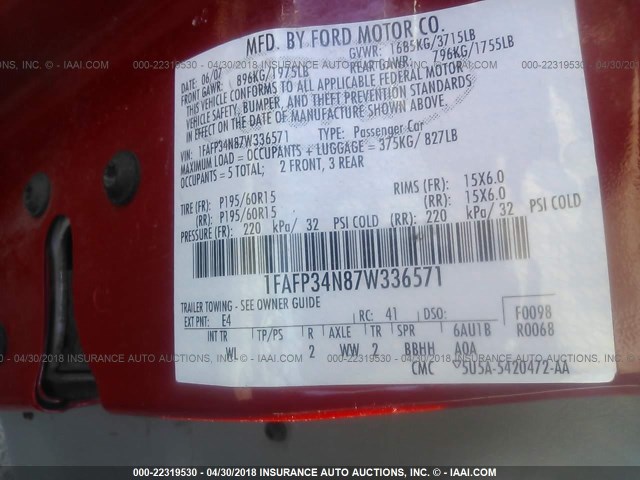 MFD. BY FORD MOTOR CO.
DATE: 06/07 GVWR: 1685KG/3715LB
FRONT GAWR: 896KG/1975LB REAR GAWR: 796KG/1755LB
THIS VEHICLE CONFORMS TO ALL APPLICABLE FEDERAL MOTOR
VEHICLE SAFETY, BUMPER, AND THEFT PREVENTION STANDARDS
IN EFFECT ON THE DATE OF MANUFACTURE SHOWN ABOVE.
VIN: 1FAFP34N87W336571 TYPE: Passenger Car
MAXIMUM LOAD = OCCUPANTS + LUGGAGE = 375KG/ 827LB
OCCUPANTS = 5 TOTAL; 2 FRONT, 3 REAR
TIRE (FR): P195/60R15 RIMS (FR): 15X6.0
(RR): P195/60R15 (RR): 15X6.0
PRESSURE (FR): 220 kPa/ 32 PSI COLD (RR): 220 kPa/ 32 PSI COLD
1FAFP34N87W336571
TRAILER TOWING - SEE OWNER GUIDE
EXT PNT: E4 RC: 41 DSO: F0098
INT TR TP/PS R AXLE TR SPR 6AU1B R0068
WL 2 WW 2 BBHH A0A
CMC 5U5A-5420472-AA
000-22319530 - 04/30/2018 INSURANCE AUTO AUCTIONS, INC. - © - IAAI.COM